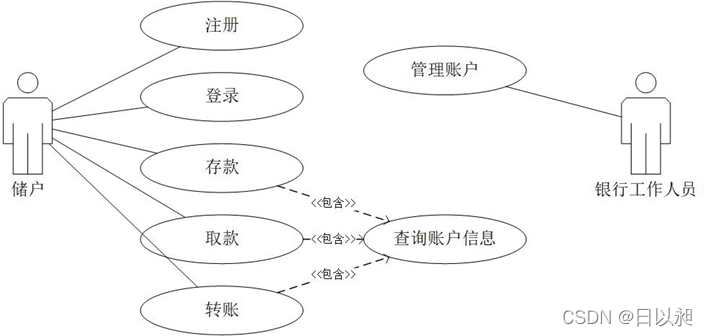 注册
管理账户
登录
存款
储户
银行工作人员
<<包含>>
取款
<<包含>>
查询账户信息
<<包含>>
转账
CSDN @日以昶